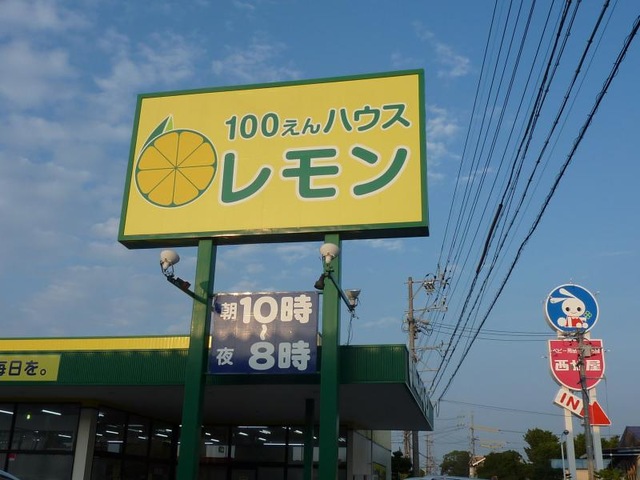 100えんハウス
レモン
朝10時
~
夜8時
毎日を。
西松屋
IN